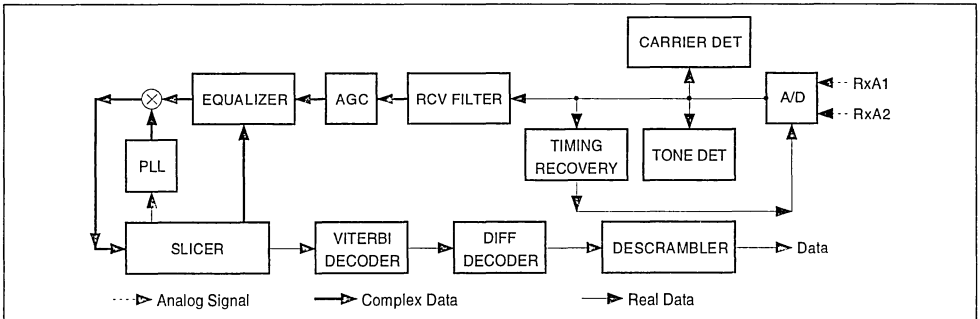 CARRIER DET
RxA1
EQUALIZER
AGC
RCV FILTER
A/D
RxA2
PLL
TIMING
RECOVERY
TONE DET
SLICER
VITERBI
DECODER
DIFF
DECODER
DESCRAMBLER
Data
Analog Signal
Complex Data
Real Data